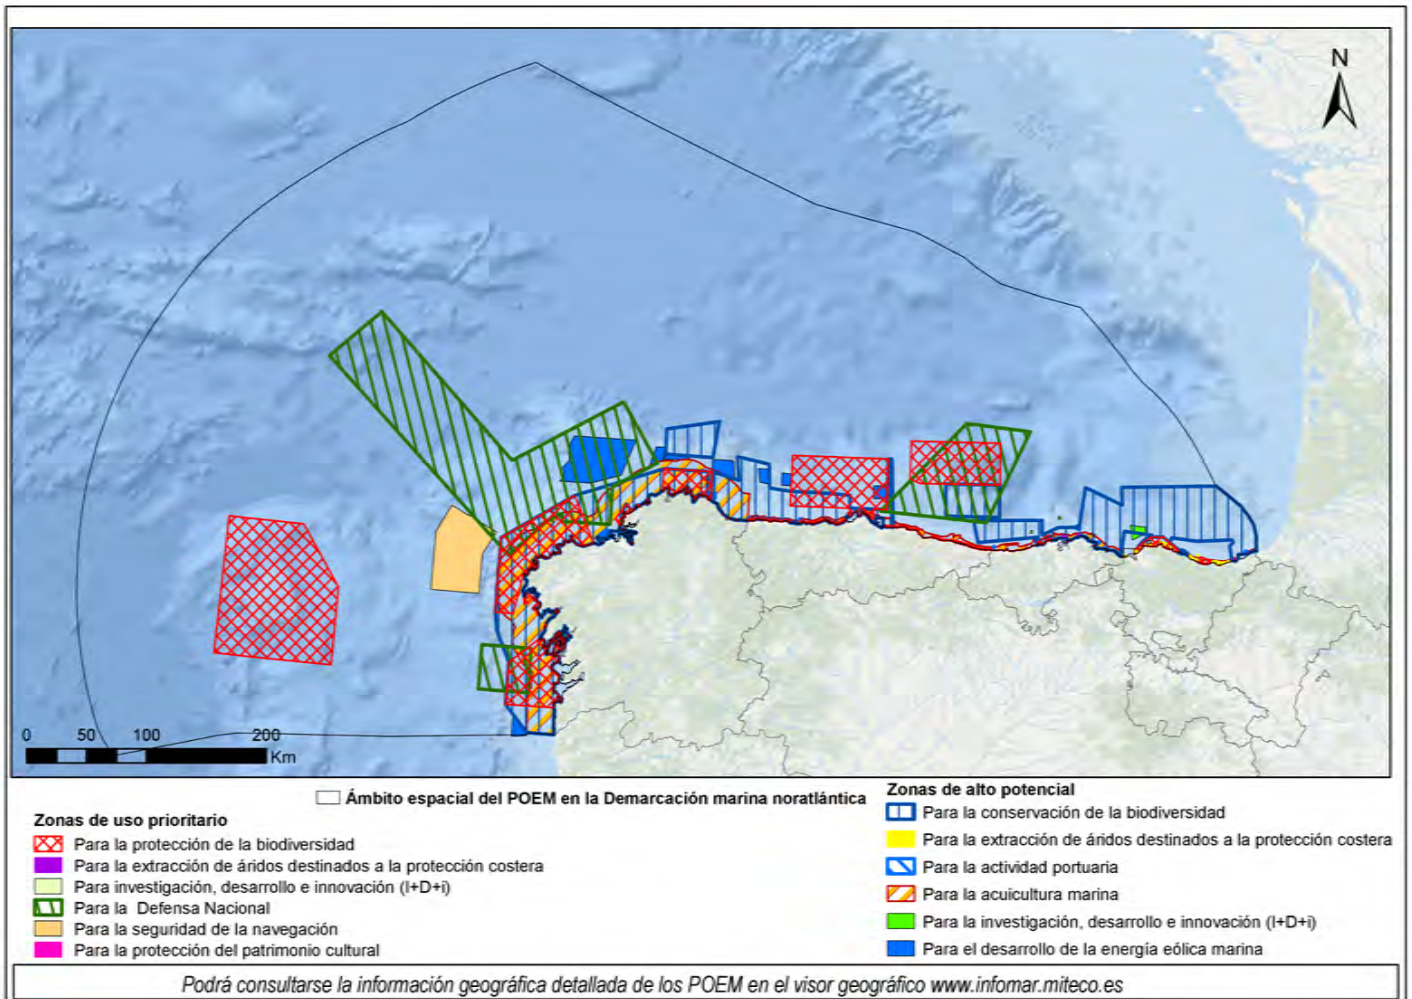 N
0 50 100 200
Km
Ámbito espacial del POEM en la Demarcación marina noratlántica
Zonas de uso prioritario
Para la protección de la biodiversidad
Para la extracción de áridos destinados a la protección costera
Para investigación, desarrollo e innovación (I+D+i)
Para la Defensa Nacional
Para la seguridad de la navegación
Para la protección del patrimonio cultural
Zonas de alto potencial
Para la conservación de la biodiversidad
Para la extracción de áridos destinados a la protección costera
Para la actividad portuaria
Para la acuicultura marina
Para la investigación, desarrollo e innovación (I+D+i)
Para el desarrollo de la energía eólica marina
Podrá consultarse la información geográfica detallada de los POEM en el visor geográfico www.infomar.miteco.es